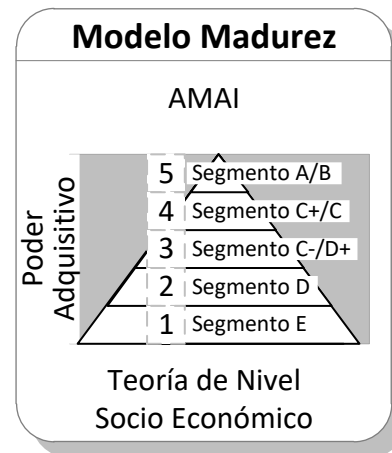 Modelo Madurez
AMAI
Poder
Adquisitivo
5 Segmento A/B
4 Segmento C+/C
3 Segmento C-/D+
2 Segmento D
1 Segmento E
Teoría de Nivel
Socio Económico